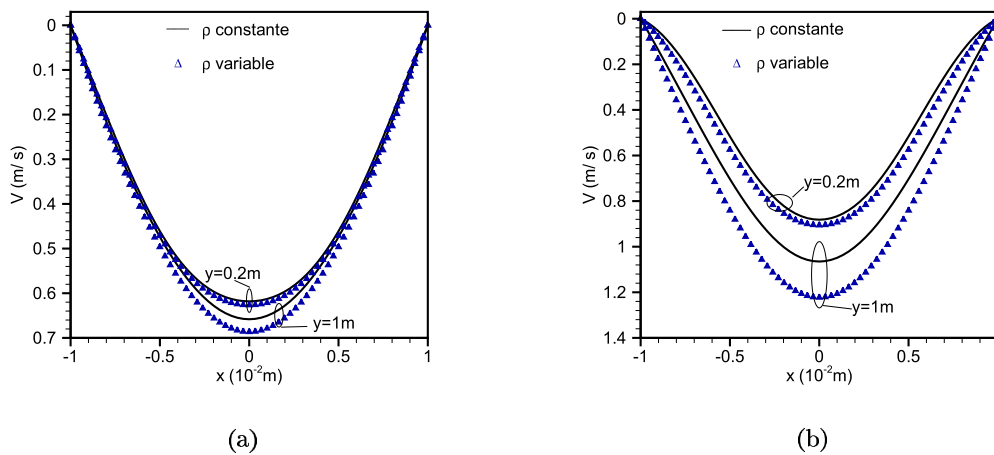 ρ constante
Δ ρ variable
V (m/ s)
0
0.1
0.2
0.3
0.4
0.5
0.6
0.7
y=0.2m
y=1m
-1 -0.5 0 0.5 1
x (10⁻²m)
(a)
ρ constante
Δ ρ variable
V (m/ s)
0
0.2
0.4
0.6
0.8
1
1.2
1.4
y=0.2m
y=1m
-1 -0.5 0 0.5
x (10⁻²m)
(b)